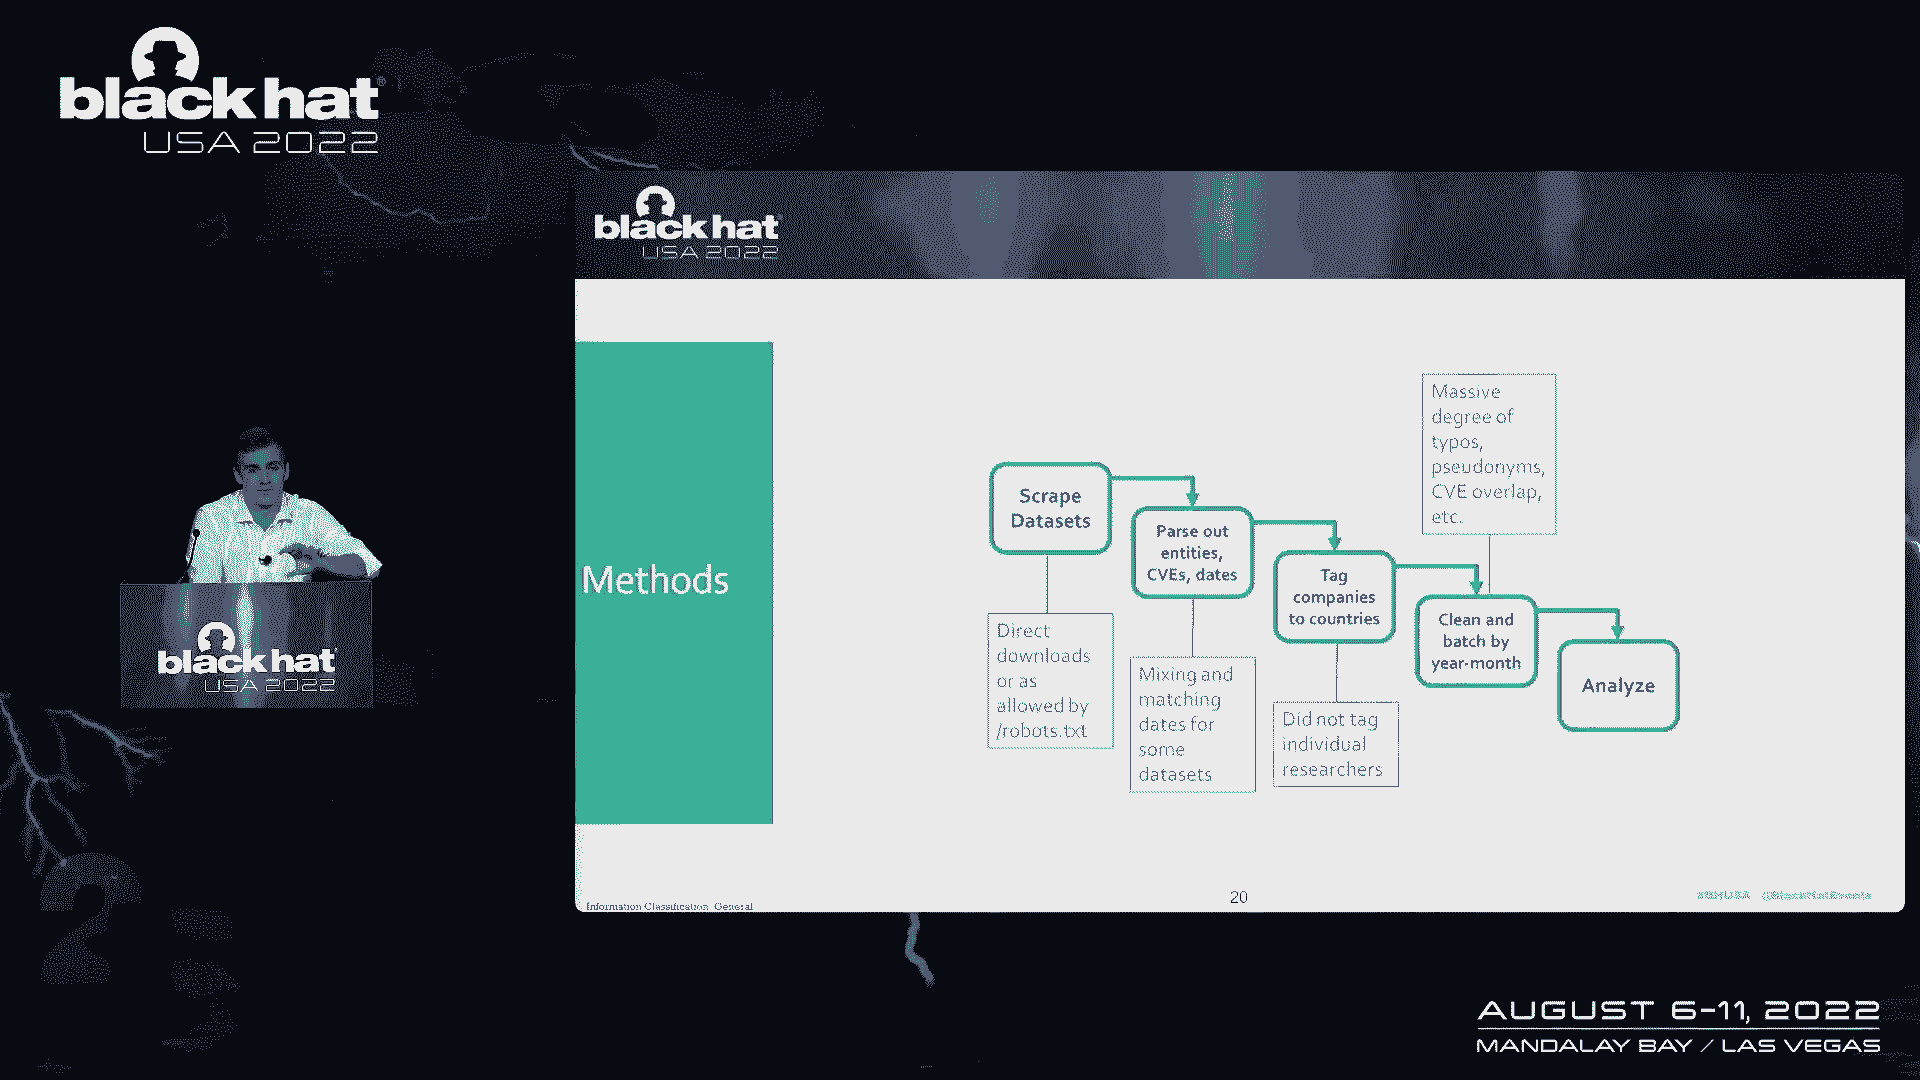 black hat
USA 2022
black hat
USA 2022
Methods
Scrape
Datasets
Direct
downloads
or as
allowed by
/robots.txt
Parse out
entities,
CVEs, dates
Mixing and
matching
dates for
some
datasets
Tag
companies
to countries
Did not tag
individual
researchers
Massive
degree of
typos,
pseudonyms,
CVE overlap,
etc.
Clean and
batch by
year-month
Analyze
Information Classification: General
20
#BHUSA @BlackHatEvents
black hat
USA 2022
AUGUST 6-11, 2022
MANDALAY BAY / LAS VEGAS